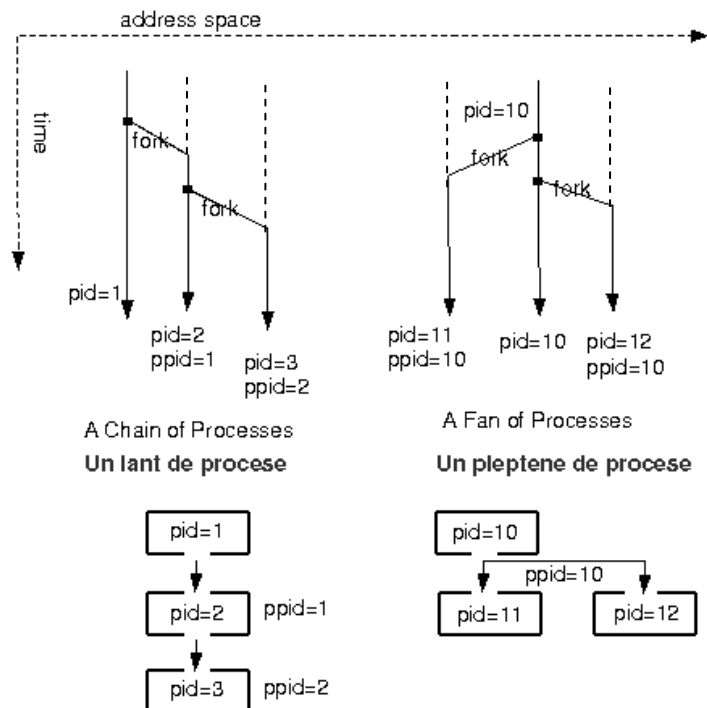 address space
time
fork
fork
pid=1
pid=2
ppid=1
pid=3
ppid=2
pid=10
fork
fork
pid=11
ppid=10
pid=10
pid=12
ppid=10
A Chain of Processes
Un lant de procese
A Fan of Processes
Un pleptene de procese
pid=1
pid=2
ppid=1
pid=3
ppid=2
pid=10
ppid=10
pid=11
pid=12